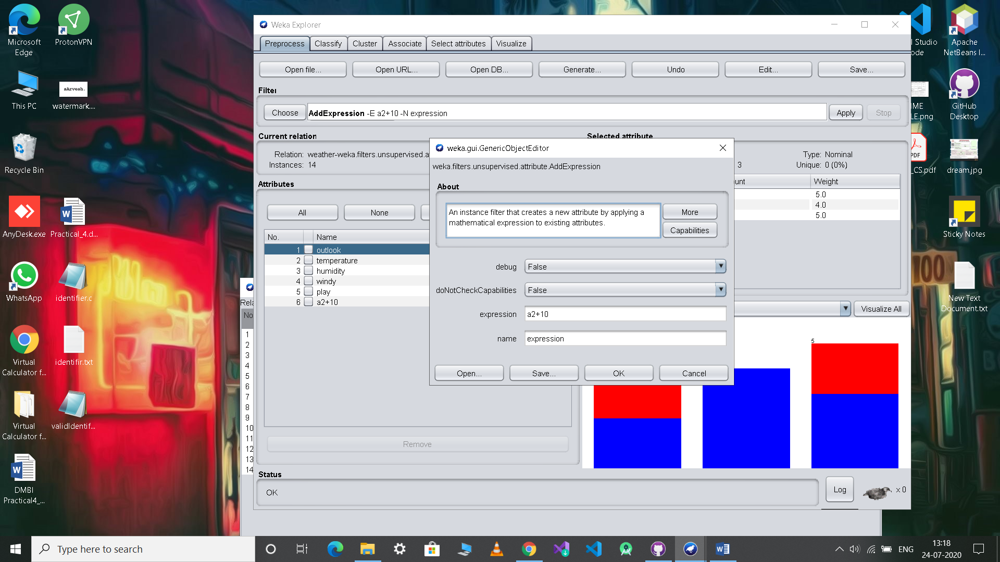 Microsoft
Edge
ProtonVPN
This PC
sArvesh.
watermark....
Recycle Bin
AnyDesk.exe
Practical_4.d...
WhatsApp
identifier.c
Virtual
Calculator f...
identifir.txt
Virtual
Calculator f...
validIdentif...
DMBI
Practical4_...
Weka Explorer
Preprocess
Classify
Cluster
Associate
Select attributes
Visualize
Open file...
Open URL...
Open DB...
Generate...
Undo
Edit...
Save...
Filter
Choose
AddExpression -E a2+10 -N expression
Apply
Stop
Current relation
Relation: weather-weka.filters.unsupervised.a
Instances: 14
Attributes
All
None
No.
Name
1 outlook
2 temperature
3 humidity
4 windy
5 play
6 a2+10
Remove
Status
OK
Log
x 0
Selected attribute
Type: Nominal
3
Unique: 0 (0%)
unt
Weight
5.0
4.0
5.0
Visualize All
5
weka.gui.GenericObjectEditor
weka.filters.unsupervised.attribute.AddExpression
About
An instance filter that creates a new attribute by applying a
mathematical expression to existing attributes.
More
Capabilities
debug
False
doNotCheckCapabilities
False
expression
a2+10
name
expression
Open...
Save...
OK
Cancel
Rela
No
1
2
3
4
5
6
7
8
9
10
11
12
13
14
l Studio
ode
Apache
NetBeans I...
IME
LE.png
GitHub
Desktop
PDF
_CS.pdf
dream.jpg
Sticky Notes
New Text
Document.txt
Type here to search
ENG
13:18
24-07-2020